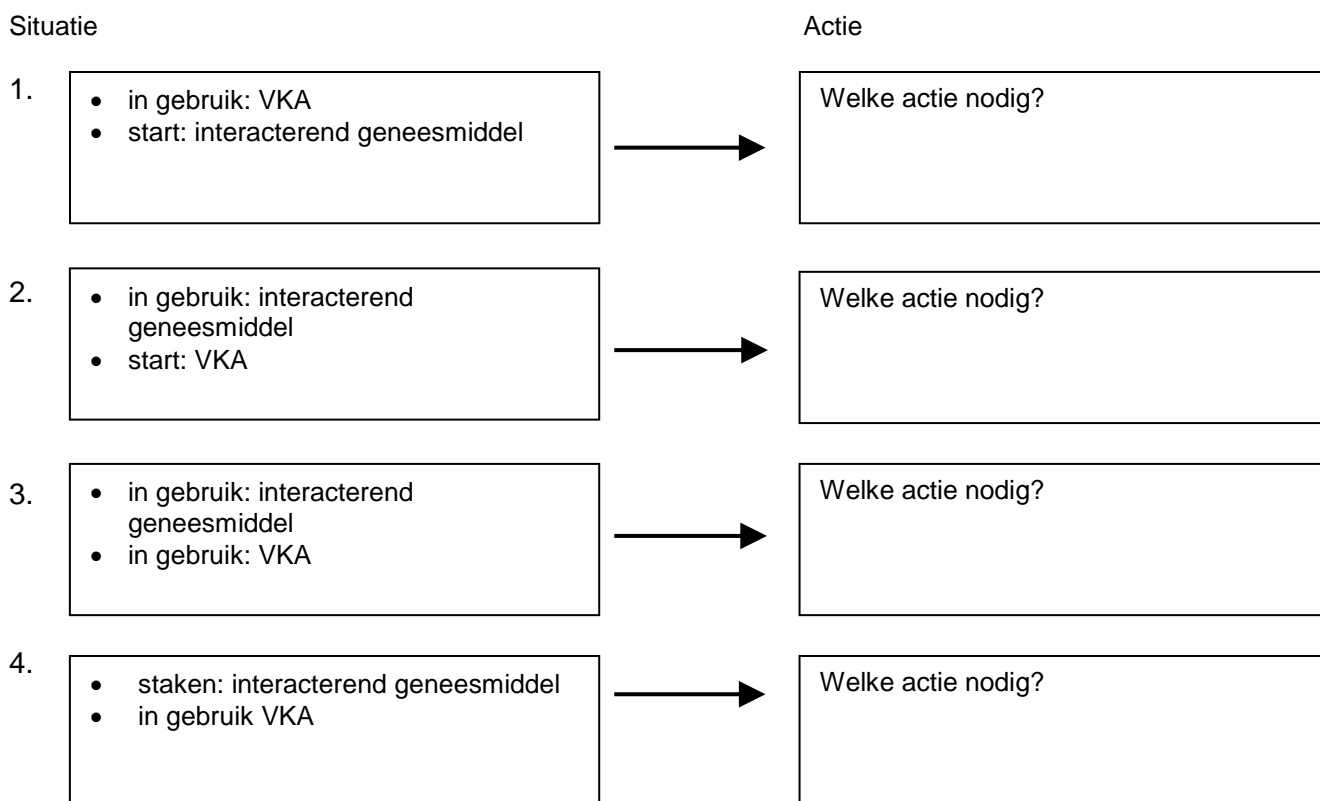 Situatie Actie
1.
• in gebruik: VKA
• start: interacterend geneesmiddel
Welke actie nodig?
2.
• in gebruik: interacterend
geneesmiddel
• start: VKA
Welke actie nodig?
3.
• in gebruik: interacterend
geneesmiddel
• in gebruik: VKA
Welke actie nodig?
4.
• staken: interacterend geneesmiddel
• in gebruik VKA
Welke actie nodig?